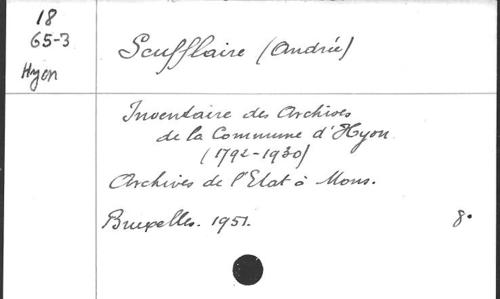 18
65-3
Hyon
Scufflaire (Andrée)
Inventaire des Archives
de la Commune d'Hyon
(1792-1930)
Archives de l'Etat à Mons.
Bruxelles. 1951.
8°